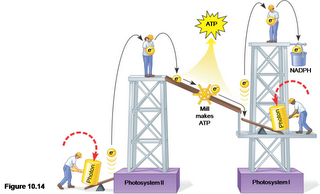 ATP
e-
e-
e-
e-
e-
NADPH
e-
Mill
makes
ATP
e-
Photon
Photon
Photosystem II
Photosystem I
Figure 10.14